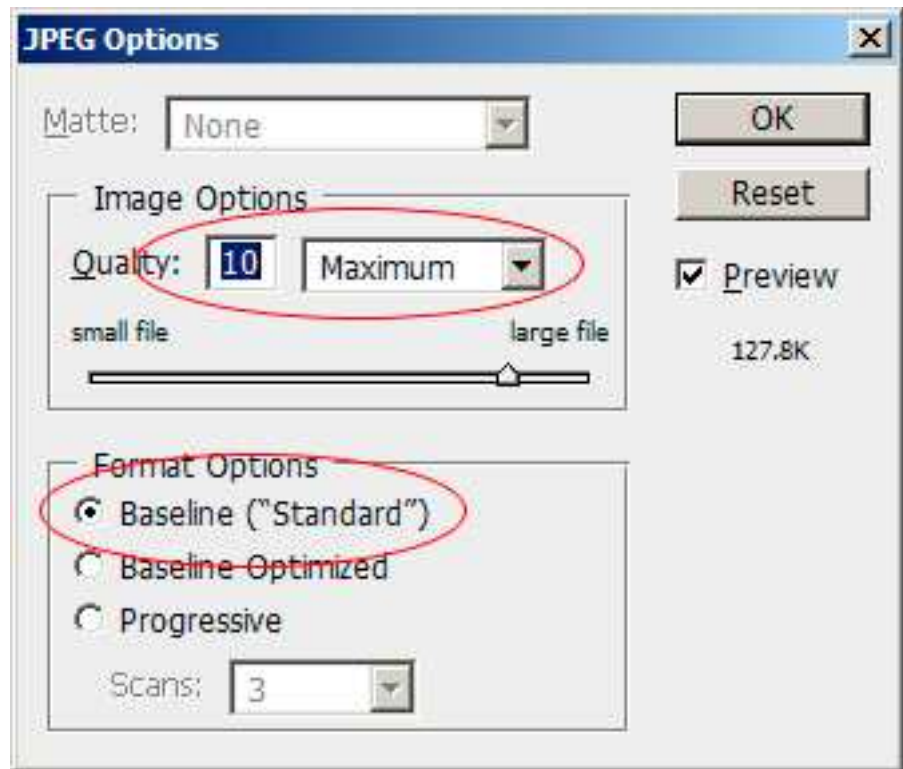 JPEG Options
Matte: None
OK
Reset
Image Options
Quality: 10 Maximum
Preview
small file large file
127.8K
Format Options
Baseline (“Standard”)
Baseline Optimized
Progressive
Scans: 3